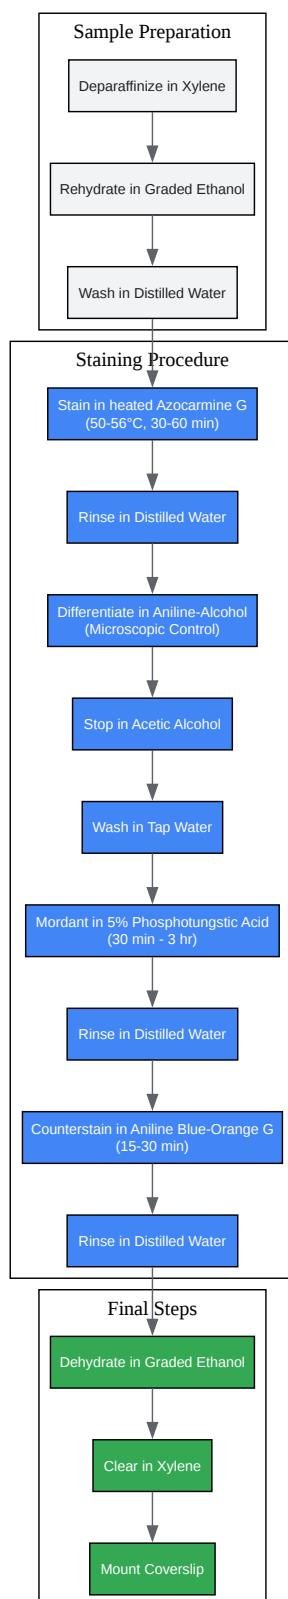 Sample Preparation
Deparaffinize in Xylene
Rehydrate in Graded Ethanol
Wash in Distilled Water
Staining Procedure
Stain in heated Azocarmine G
(50-56°C, 30-60 min)
Rinse in Distilled Water
Differentiate in Aniline-Alcohol
(Microscopic Control)
Stop in Acetic Alcohol
Wash in Tap Water
Mordant in 5% Phosphotungstic Acid
(30 min - 3 hr)
Rinse in Distilled Water
Counterstain in Aniline Blue-Orange G
(15-30 min)
Rinse in Distilled Water
Final Steps
Dehydrate in Graded Ethanol
Clear in Xylene
Mount Coverslip